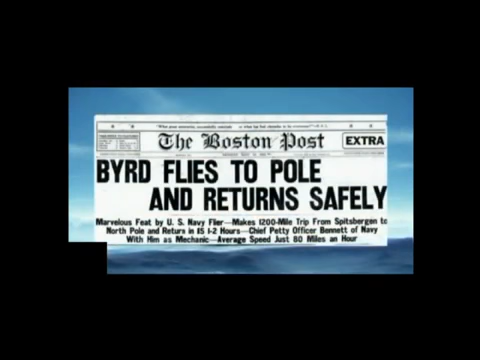 The Boston Post
EXTRA
BYRD FLIES TO POLE
AND RETURNS SAFELY
Marvelous Feat by U. S. Navy Flier—Makes 1200-Mile Trip From Spitsbergen to
North Pole and Return in 15 1-2 Hours—Chief Petty Officer Bennett of Navy
With Him as Mechanic—Average Speed Just 80 Miles an Hour